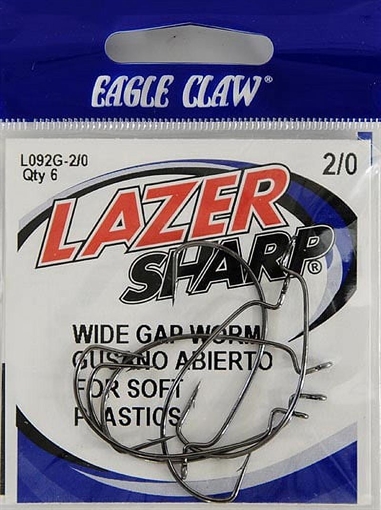 EAGLE CLAW®
L092G-2/0
Qty 6
2/0
LAZER
SHARP®
WIDE GAP WORM
GUSANO ABIERTO
FOR SOFT
PLASTICS